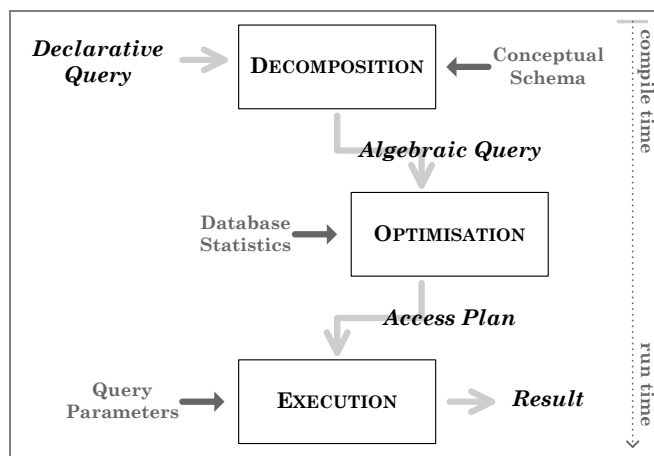 Declarative
Query
DECOMPOSITION
Conceptual
Schema
compile time
Algebraic Query
Database
Statistics
OPTIMISATION
Access Plan
run time
Query
Parameters
EXECUTION
Result